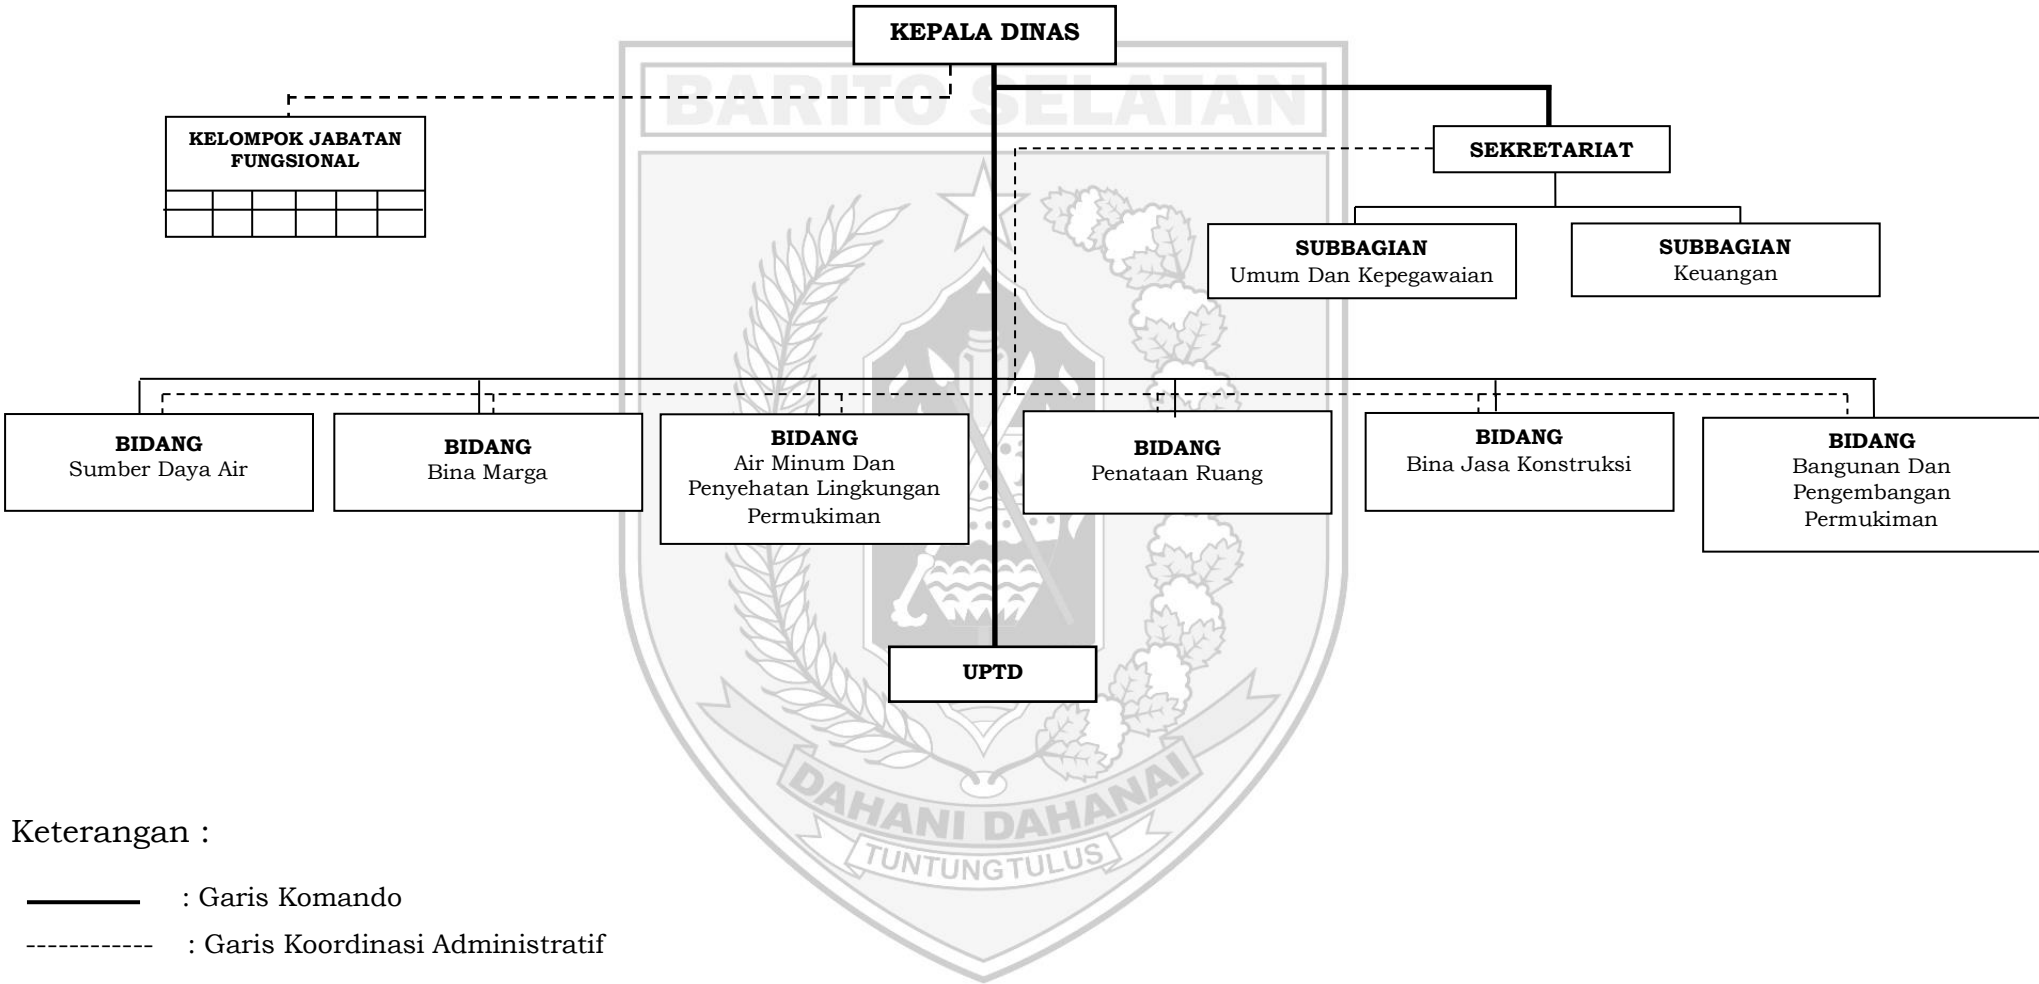 KEPALA DINAS
BARITO SELATAN
KELOMPOK JABATAN
FUNGSIONAL
SEKRETARIAT
SUBBAGIAN
Umum Dan Kepegawaian
SUBBAGIAN
Keuangan
BIDANG
Sumber Daya Air
BIDANG
Bina Marga
BIDANG
Air Minum Dan
Penyehatan Lingkungan
Permukiman
BIDANG
Penataan Ruang
BIDANG
Bina Jasa Konstruksi
BIDANG
Bangunan Dan
Pengembangan
Permukiman
UPTD
DAHANI DAHANAI
TUNTUNG TULUS
Keterangan :
: Garis Komando
: Garis Koordinasi Administratif